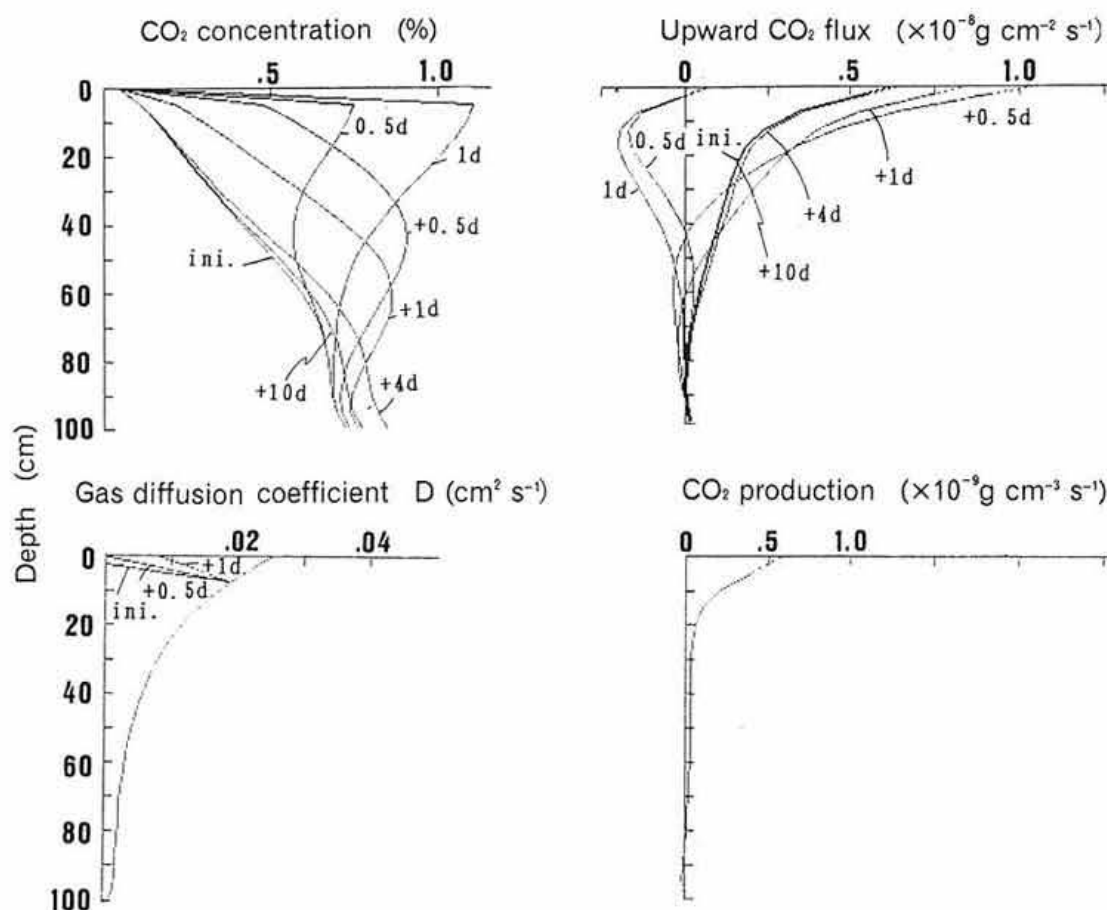 CO₂ concentration (%)
.5 1.0
0
20
40
60
80
100
0.5d
1d
+0.5d
ini.
+1d
+10d
+4d
Upward CO₂ flux (×10⁻⁸g cm⁻² s⁻¹)
0 .5 1.0
+0.5d
0.5d
ini.
+1d
1d
+4d
+10d
Depth (cm)
Gas diffusion coefficient D (cm² s⁻¹)
.02 .04
0
20
40
60
80
100
+1d
+0.5d
ini.
CO₂ production (×10⁻⁹g cm⁻³ s⁻¹)
0 .5 1.0